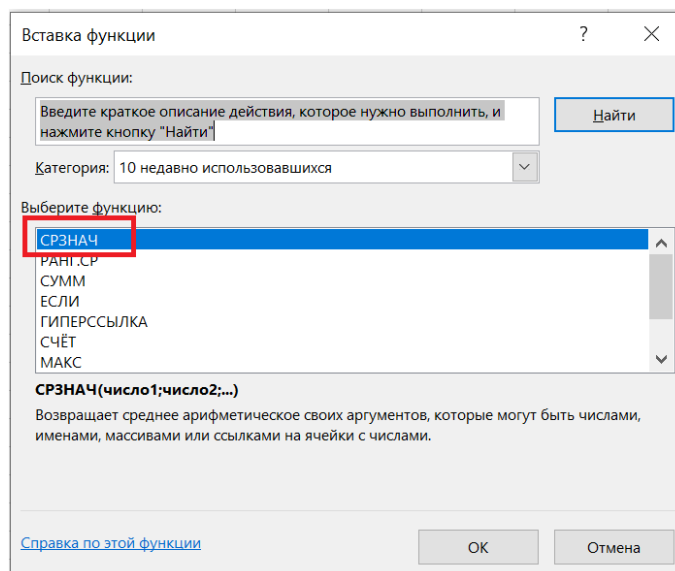 Вставка функции ?
Поиск функции:
Введите краткое описание действия, которое нужно выполнить, и
нажмите кнопку "Найти"
Найти
Категория: 10 недавно использовавшихся
Выберите функцию:
СРЗНАЧ
РАНГ.СР
СУММ
ЕСЛИ
ГИПЕРССЫЛКА
СЧЁТ
МАКС
СРЗНАЧ(число1;число2;...)
Возвращает среднее арифметическое своих аргументов, которые могут быть числами,
именами, массивами или ссылками на ячейки с числами.
Справка по этой функции
ОК Отмена